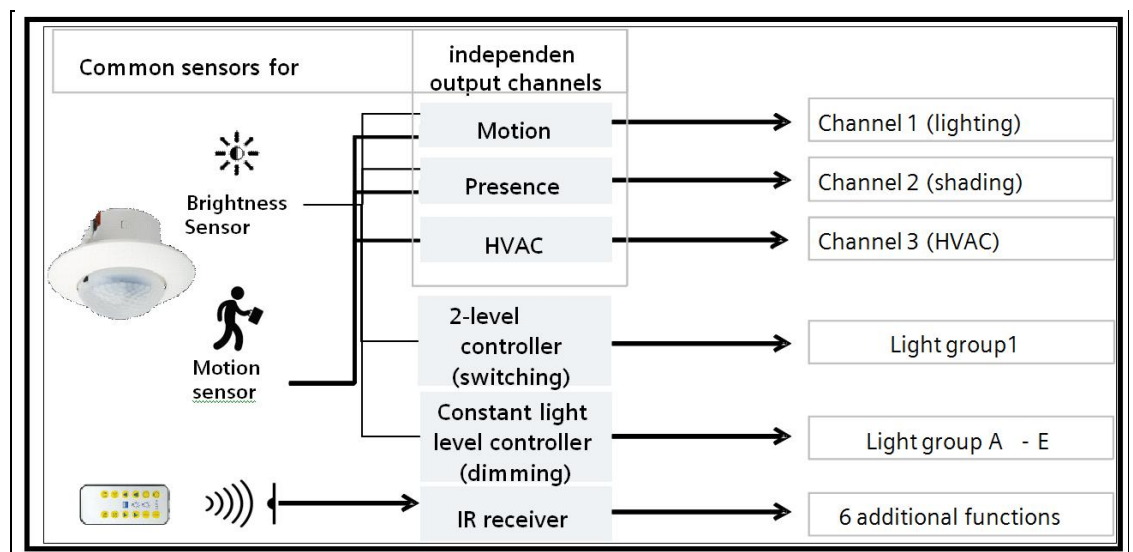 Common sensors for
independen
output channels
Motion
Channel 1 (lighting)
Presence
Channel 2 (shading)
Brightness
Sensor
HVAC
Channel 3 (HVAC)
2-level
controller
(switching)
Light group1
Motion
sensor
Constant light
level controller
(dimming)
Light group A - E
IR receiver
6 additional functions